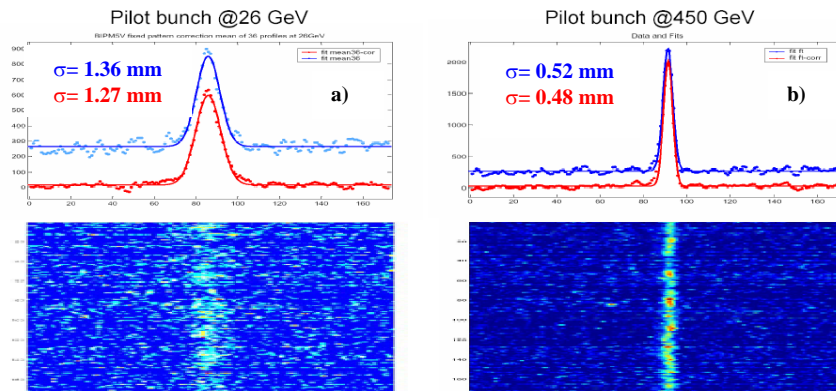 Pilot bunch @26 GeV
BIPMSV fixed pattern correction mean of 36 profiles at 26GeV
fit mean36-cor
fit mean36
σ= 1.36 mm
σ= 1.27 mm
a)
800
700
600
500
400
300
200
100
0
0 20 40 60 80 100 120 140 160
Pilot bunch @450 GeV
Data and Fits
fit fl
fit fl-corr
σ= 0.52 mm
σ= 0.48 mm
b)
2000
1500
1000
500
0
0 20 40 60 80 100 120 140 160